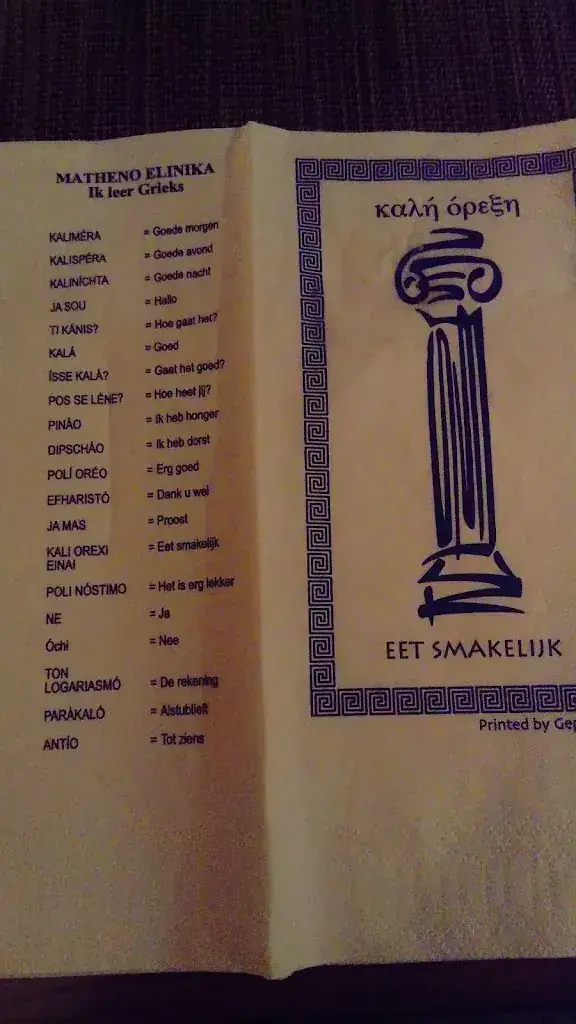 MATHENO ELINIKA
Ik leer Grieks
KALIMÉRA = Goede morgen
KALISPÉRA = Goede avond
KALINÍCHTA = Goede nacht
JA SOU = Hallo
TI KÁNIS? = Hoe gaat het?
KALÁ = Goed
ÍSSE KALÁ? = Gaat het goed?
POS SE LÉNE? = Hoe heet jij?
PINÁO = Ik heb honger
DIPSCHÁO = Ik heb dorst
POLÍ ORÉO = Erg goed
EFHARISTÓ = Dank u wel
JA MAS = Proost
KALI OREXI = Eet smakelijk
EINAI
POLI NÓSTIMO = Het is erg lekker
NE = Ja
Óchi = Nee
TON
LOGARIASMÓ = De rekening
PARÀKALÓ = Alstublieft
ANTÍO = Tot ziens
καλή όρεξη
EET SMAKELIJK
Printed by